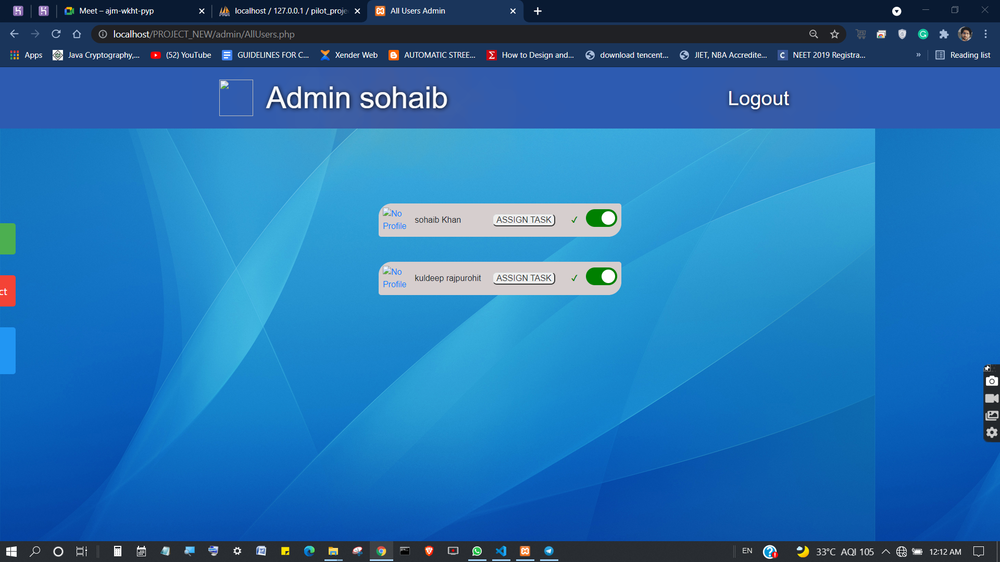 Meet – ajm-wkht-pyp
localhost / 127.0.0.1 / pilot_proje
All Users Admin
localhost/PROJECT_NEW/admin/AllUsers.php
Apps
Java Cryptography,...
(52) YouTube
GUIDELINES FOR C...
Xender Web
AUTOMATIC STREE...
How to Design and...
download tencent...
JIET, NBA Accredite...
NEET 2019 Registra...
»
Reading list
Admin sohaib
Logout
No Profile
sohaib Khan
ASSIGN TASK
✓
No Profile
kuldeep rajpurohit
ASSIGN TASK
✓
ct
EN
33°C AQI 105
12:12 AM